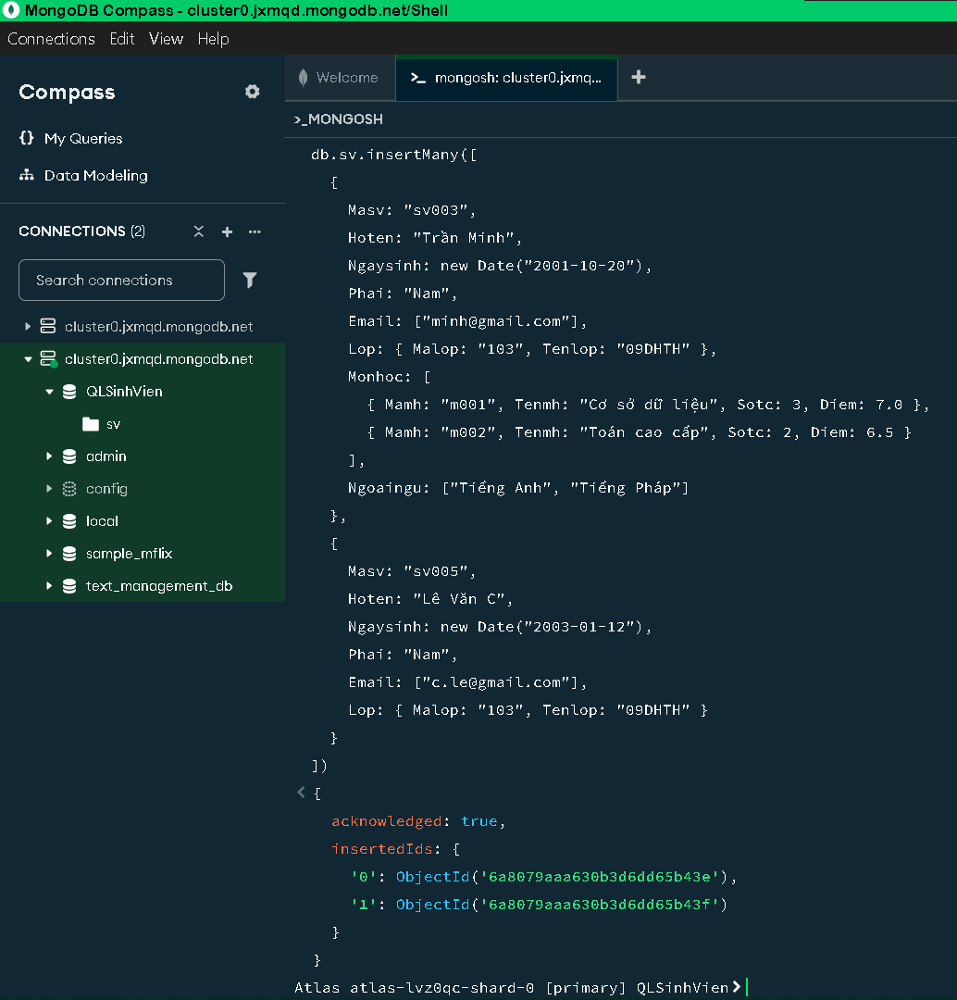 MongoDB Compass - cluster0.jxmqd.mongodb.net/Shell
Connections Edit View Help
Compass
My Queries
Data Modeling
CONNECTIONS (2)
Search connections
cluster0.jxmqd.mongodb.net
cluster0.jxmqd.mongodb.net
QLSinhVien
sv
admin
config
local
sample_mflix
text_management_db
Welcome
mongosh: cluster0.jxmq...
>_MONGOSH
db.sv.insertMany([
{
Masv: "sv003",
Hoten: "Trần Minh",
Ngaysinh: new Date("2001-10-20"),
Phai: "Nam",
Email: ["minh@gmail.com"],
Lop: { Malop: "103", Tenlop: "09DHTH" },
Monhoc: [
{ Mamh: "m001", Tenmh: "Cơ sở dữ liệu", Sotc: 3, Diem: 7.0 },
{ Mamh: "m002", Tenmh: "Toán cao cấp", Sotc: 2, Diem: 6.5 }
],
Ngoaingu: ["Tiếng Anh", "Tiếng Pháp"]
},
{
Masv: "sv005",
Hoten: "Lê Văn C",
Ngaysinh: new Date("2003-01-12"),
Phai: "Nam",
Email: ["c.le@gmail.com"],
Lop: { Malop: "103", Tenlop: "09DHTH" }
}
])
< {
acknowledged: true,
insertedIds: {
'0': ObjectId('6a8079aaa630b3d6dd65b43e'),
'1': ObjectId('6a8079aaa630b3d6dd65b43f')
}
}
Atlas atlas-lvz0qc-shard-0 [primary] QLSinhVien>